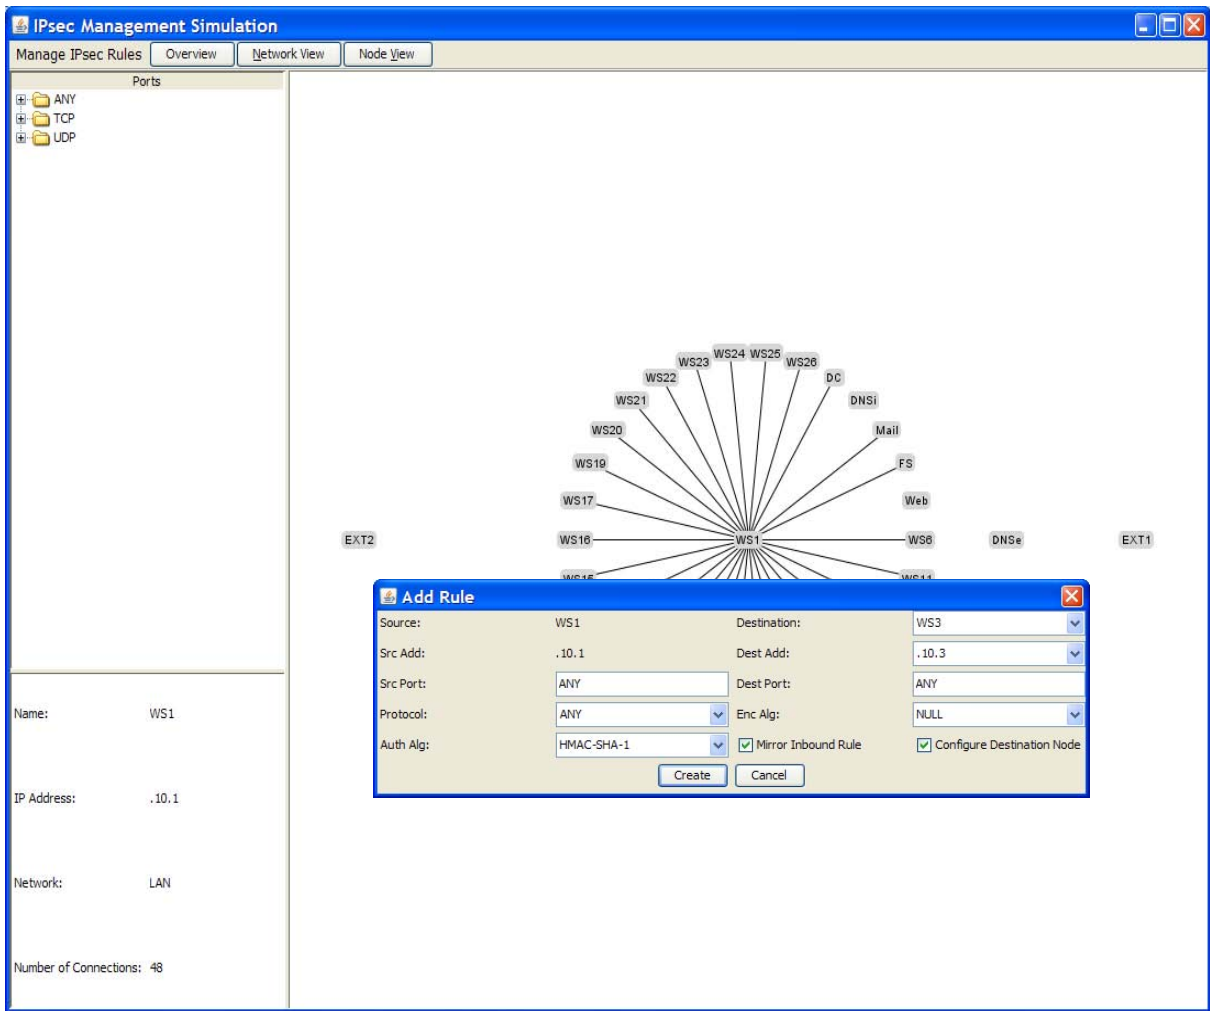 IPsec Management Simulation
Manage IPsec Rules Overview Network View Node View
Ports
ANY
TCP
UDP
WS24 WS25
WS23 WS26
WS22 DC
WS21 DNSi
WS20 Mail
WS19 FS
WS17 Web
EXT2 WS16 WS1 WS6 DNSe EXT1
WS15 WS11
Add Rule
Source: WS1 Destination: WS3
Src Add: .10.1 Dest Add: .10.3
Src Port: ANY Dest Port: ANY
Protocol: ANY Enc Alg: NULL
Auth Alg: HMAC-SHA-1 Mirror Inbound Rule Configure Destination Node
Create Cancel
Name: WS1
IP Address: .10.1
Network: LAN
Number of Connections: 48